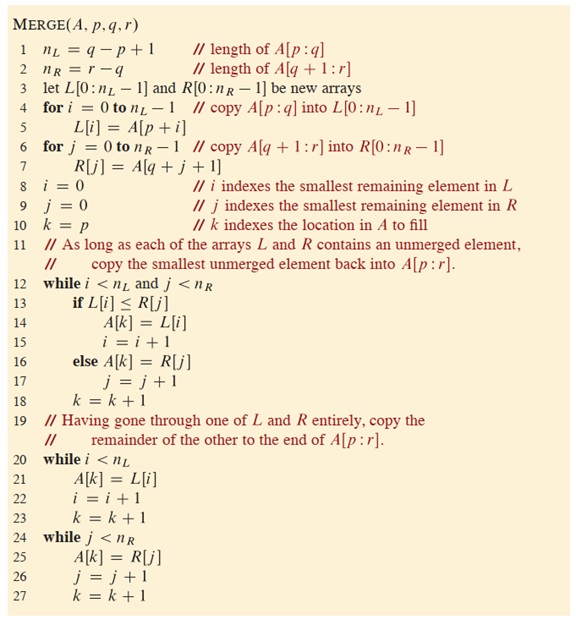 MERGE(A, p, q, r)
1 n_L = q − p + 1 // length of A[p : q]
2 n_R = r − q // length of A[q + 1 : r]
3 let L[0 : n_L − 1] and R[0 : n_R − 1] be new arrays
4 for i = 0 to n_L − 1 // copy A[p : q] into L[0 : n_L − 1]
5 L[i] = A[p + i]
6 for j = 0 to n_R − 1 // copy A[q + 1 : r] into R[0 : n_R − 1]
7 R[j] = A[q + j + 1]
8 i = 0 // i indexes the smallest remaining element in L
9 j = 0 // j indexes the smallest remaining element in R
10 k = p // k indexes the location in A to fill
11 // As long as each of the arrays L and R contains an unmerged element,
// copy the smallest unmerged element back into A[p : r].
12 while i < n_L and j < n_R
13 if L[i] ≤ R[j]
14 A[k] = L[i]
15 i = i + 1
16 else A[k] = R[j]
17 j = j + 1
18 k = k + 1
19 // Having gone through one of L and R entirely, copy the
// remainder of the other to the end of A[p : r].
20 while i < n_L
21 A[k] = L[i]
22 i = i + 1
23 k = k + 1
24 while j < n_R
25 A[k] = R[j]
26 j = j + 1
27 k = k + 1